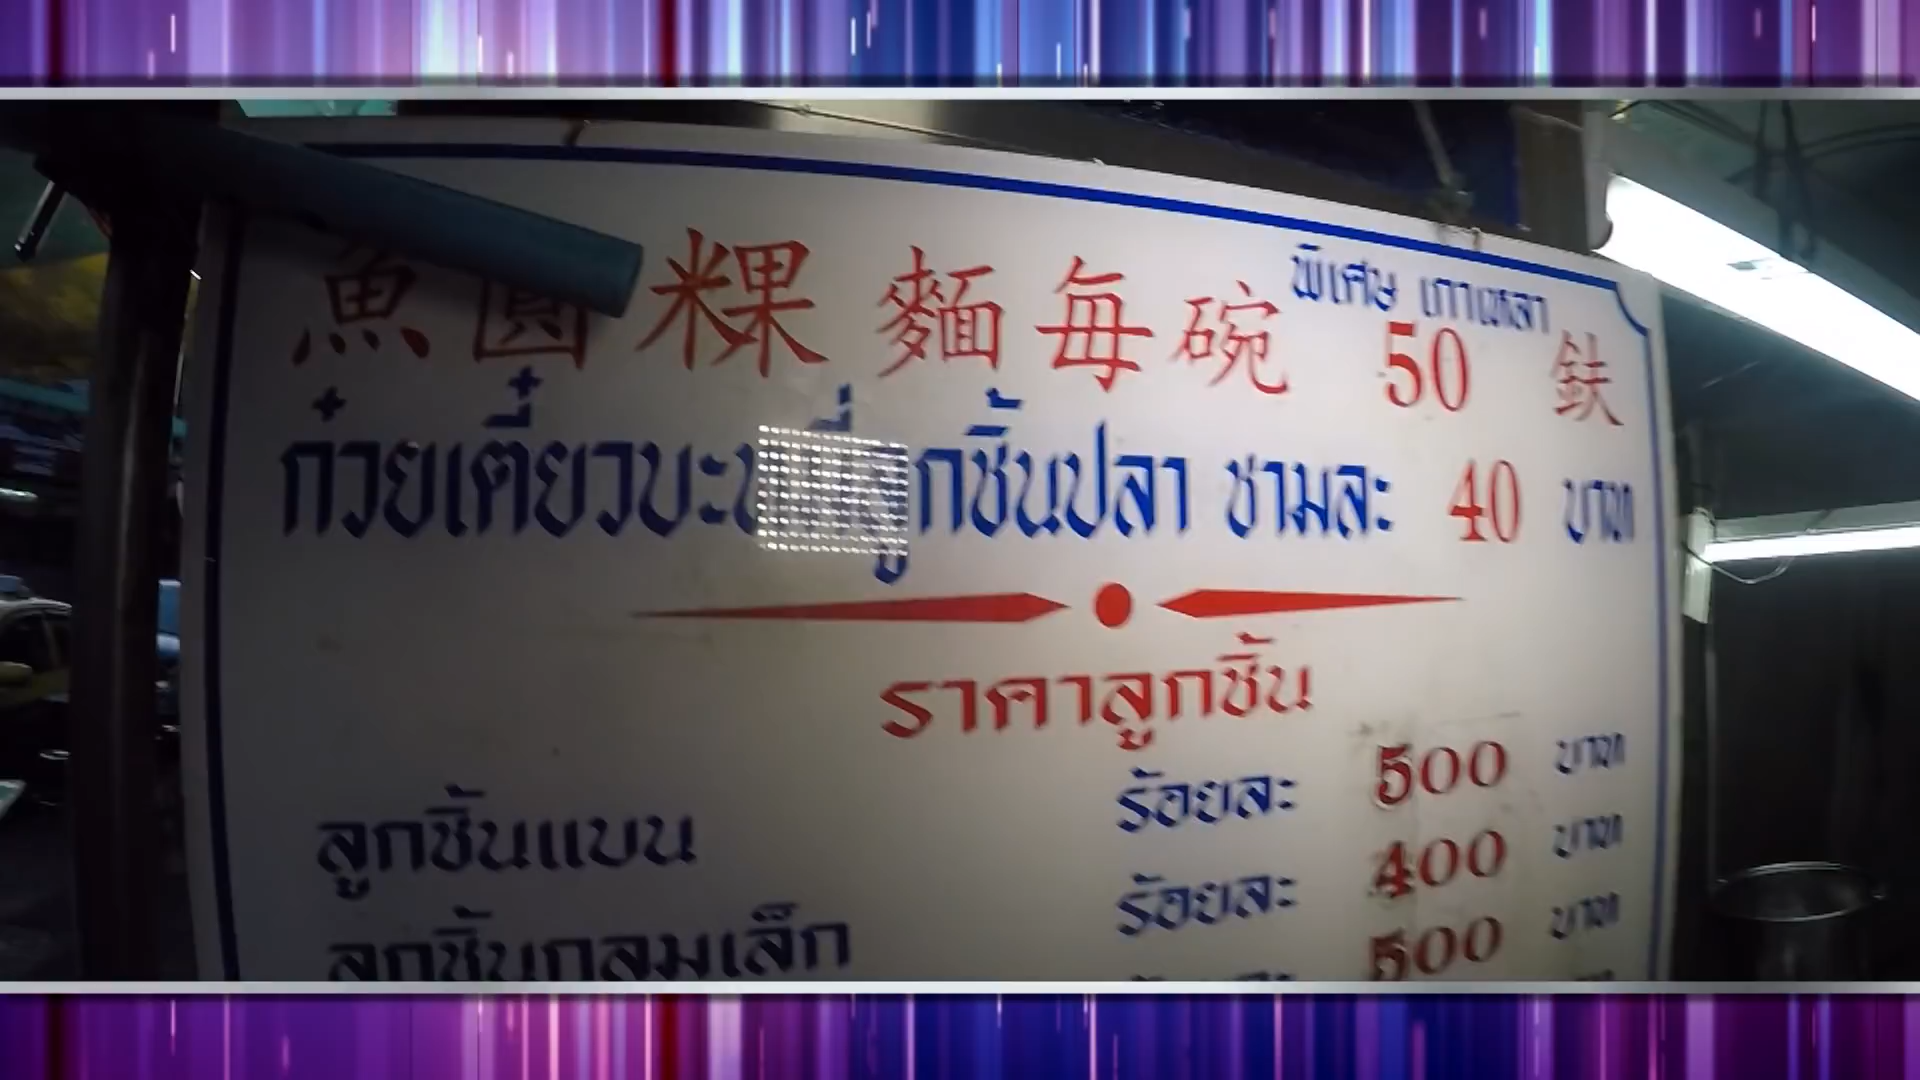 พิเศษ เกาเหลา
魚圓粿麵每碗 50 鈇
ก๋วยเตี๋ยวบะหมี่ลูกชิ้นปลา ชามละ 40 บาท
ราคาลูกชิ้น
ลูกชิ้นแบน ร้อยละ 500 บาท
ลูกชิ้นกลมเล็ก ร้อยละ 400 บาท
500